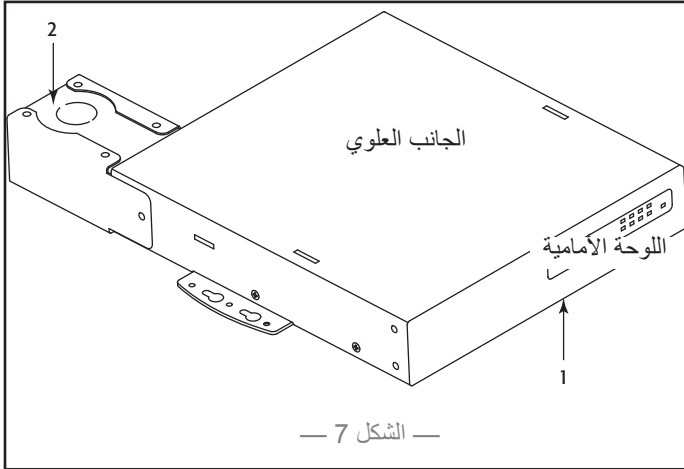 2
الجانب العلوي
اللوحة الأمامية
1
— الشكل 7 —